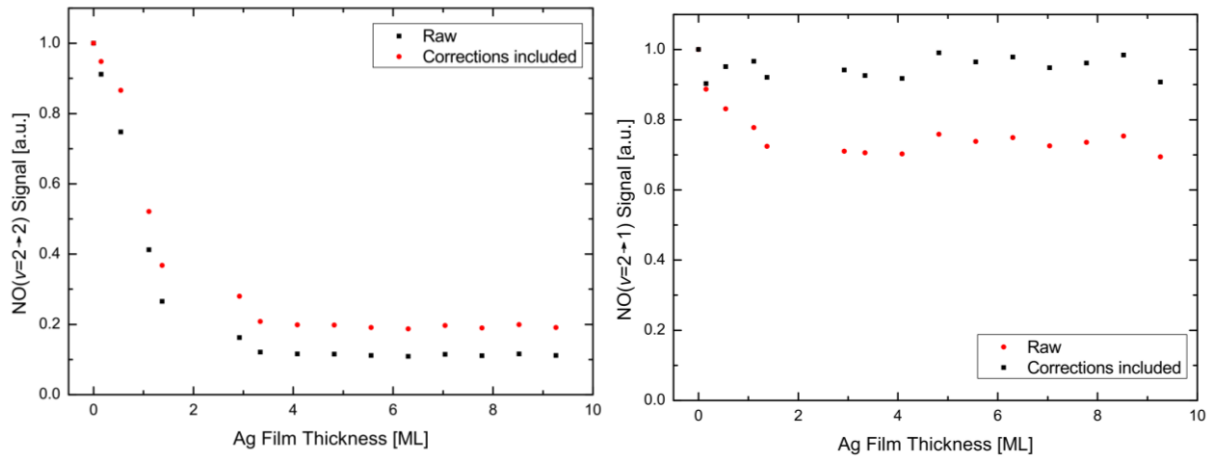 1.0
0.8
0.6
0.4
0.2
0.0
NO(v=2→2) Signal [a.u.]
Raw
Corrections included
0 2 4 6 8 10
Ag Film Thickness [ML]
1.0
0.8
0.6
0.4
0.2
0.0
NO(v=2→1) Signal [a.u.]
Raw
Corrections included
0 2 4 6 8 10
Ag Film Thickness [ML]